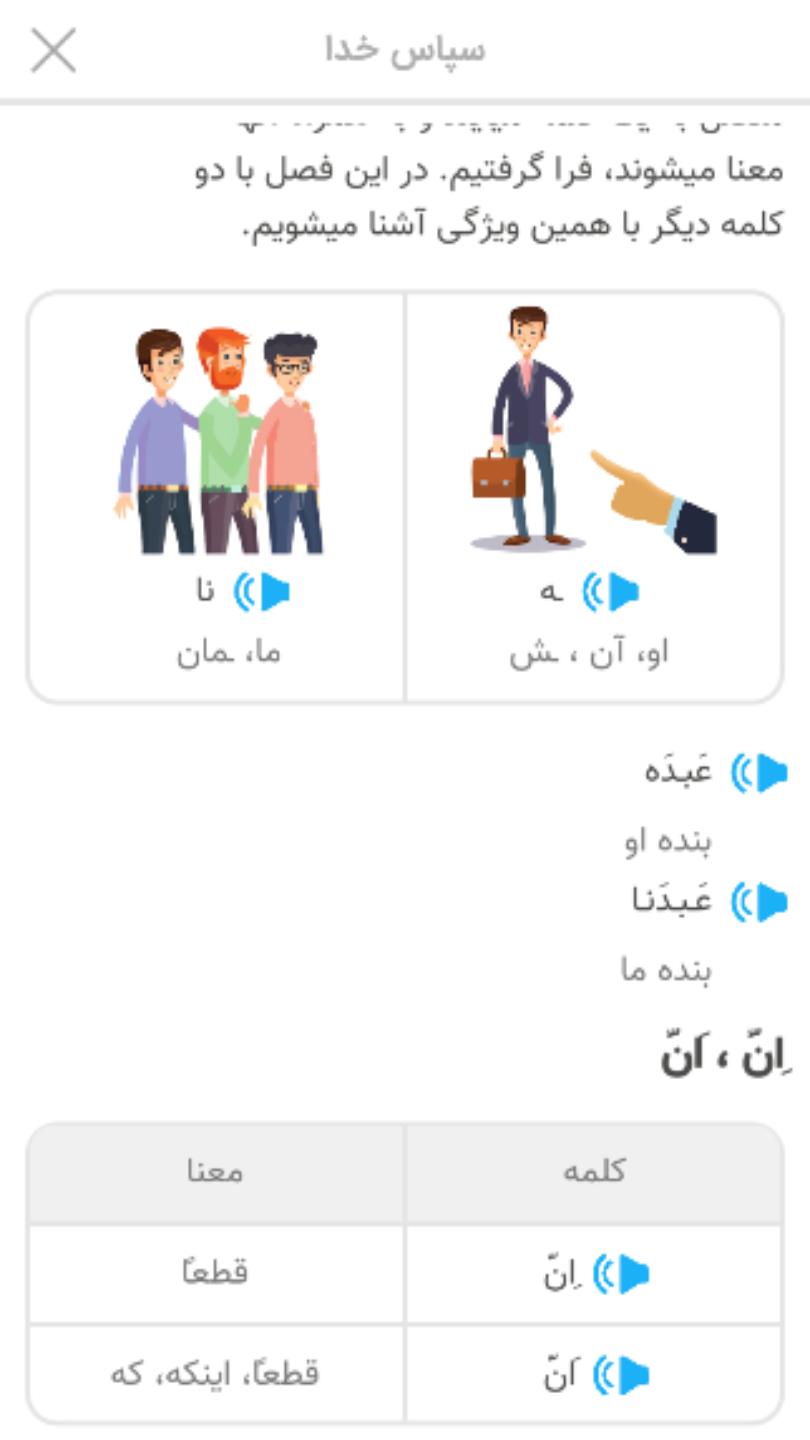 سپاس خدا
معنا میشوند، فرا گرفتیم. در این فصل با دو
کلمه دیگر با همین ویژگی آشنا میشویم.
ـه
او، آن ، ـش
نا
ما، ـمان
عَبدَه
بنده او
عَبدَنا
بنده ما
اِنّ ، اَنّ
کلمه
معنا
اِنّ
قطعاً
اَنّ
قطعاً، اینکه، که